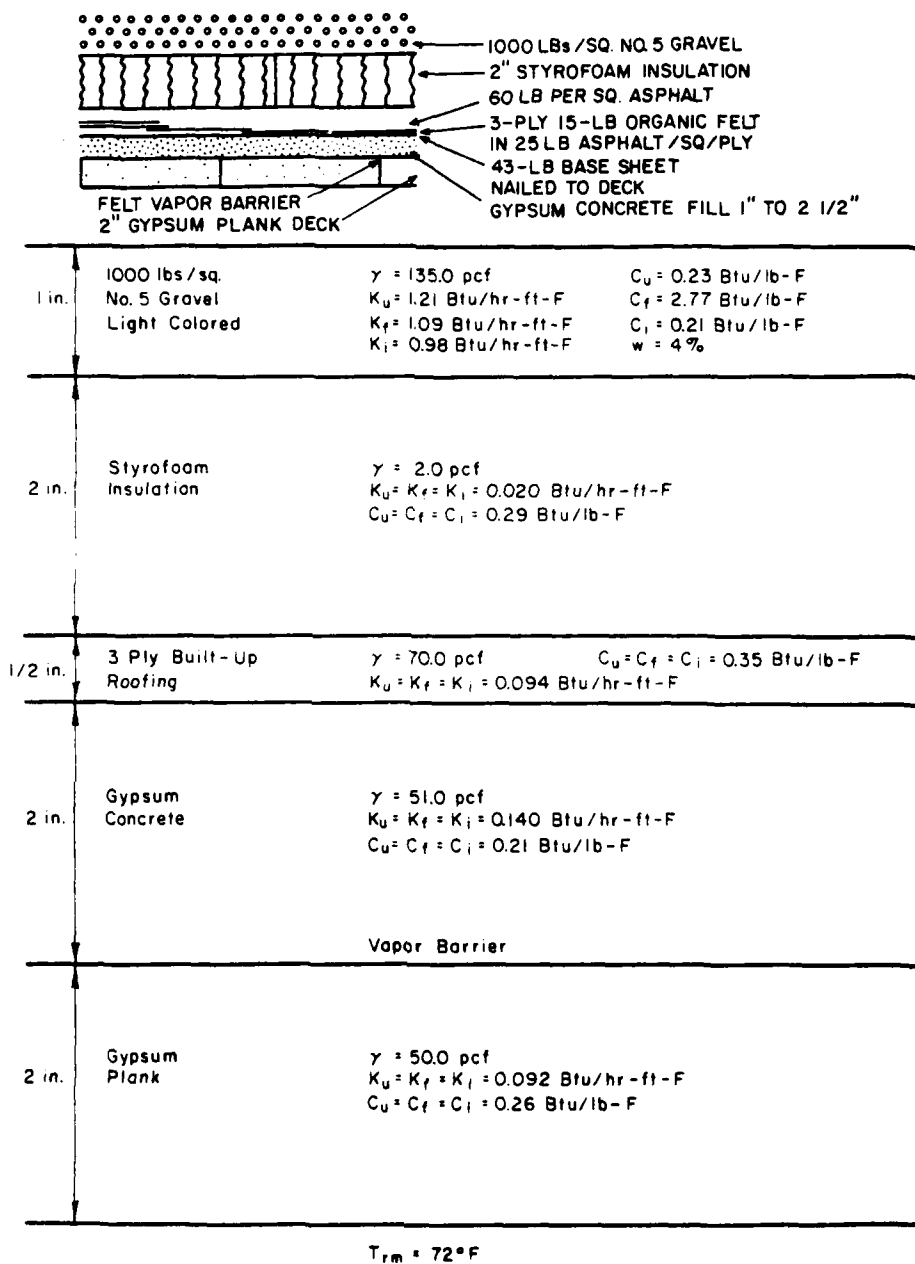 1000 LBs/SQ. NO. 5 GRAVEL
2" STYROFOAM INSULATION
60 LB PER SQ. ASPHALT
3-PLY 15-LB ORGANIC FELT
IN 25 LB ASPHALT/SQ/PLY
43-LB BASE SHEET
NAILED TO DECK
GYPSUM CONCRETE FILL 1" TO 2 1/2"
FELT VAPOR BARRIER
2" GYPSUM PLANK DECK
1 in.
1000 lbs/sq.
No. 5 Gravel
Light Colored
γ = 135.0 pcf
Ku = 1.21 Btu/hr-ft-F
Kf = 1.09 Btu/hr-ft-F
Ki = 0.98 Btu/hr-ft-F
Cu = 0.23 Btu/lb-F
Cf = 2.77 Btu/lb-F
Ci = 0.21 Btu/lb-F
w = 4%
2 in.
Styrofoam
Insulation
γ = 2.0 pcf
Ku = Kf = Ki = 0.020 Btu/hr-ft-F
Cu = Cf = Ci = 0.29 Btu/lb-F
1/2 in.
3 Ply Built-Up
Roofing
γ = 70.0 pcf
Cu = Cf = Ci = 0.35 Btu/lb-F
Ku = Kf = Ki = 0.094 Btu/hr-ft-F
2 in.
Gypsum
Concrete
γ = 51.0 pcf
Ku = Kf = Ki = 0.140 Btu/hr-ft-F
Cu = Cf = Ci = 0.21 Btu/lb-F
Vapor Barrier
2 in.
Gypsum
Plank
γ = 50.0 pcf
Ku = Kf = Ki = 0.092 Btu/hr-ft-F
Cu = Cf = Ci = 0.26 Btu/lb-F
Trm = 72°F